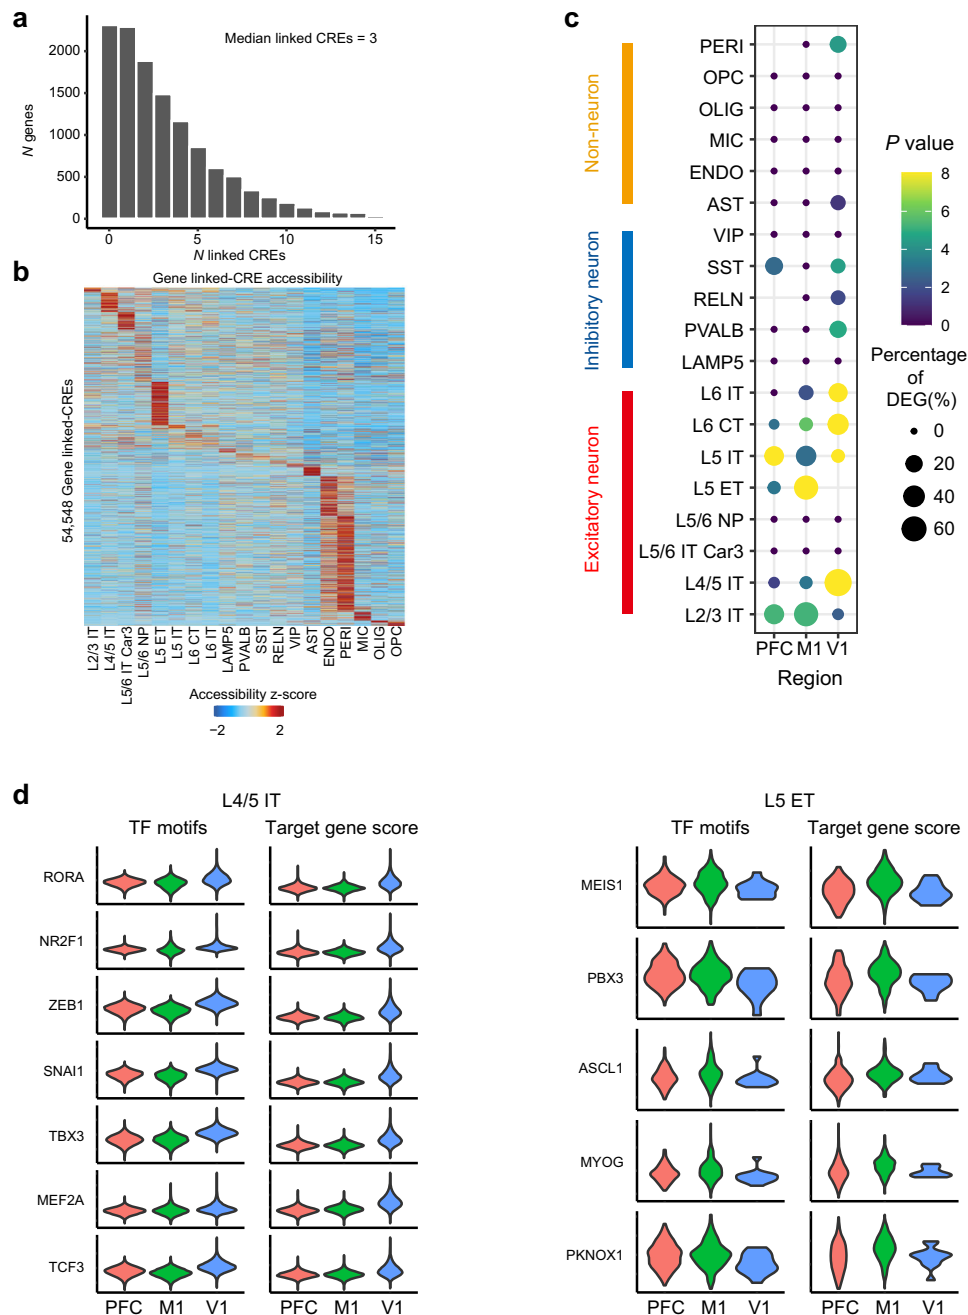 a
Median linked CREs = 3
N genes
2000
1500
1000
500
0
0
5
10
15
N linked CREs
b
Gene linked-CRE accessibility
54,548 Gene linked-CREs
L2/3 IT
L4/5 IT
L5/6 IT Car3
L5/6 NP
L5 ET
L5 IT
L6 CT
L6 IT
LAMP5
PVALB
SST
RELN
VIP
AST
ENDO
PERI
MIC
OLIG
OPC
Accessibility z-score
−2
2
c
Non-neuron
Inhibitory neuron
Excitatory neuron
PERI
OPC
OLIG
MIC
ENDO
AST
VIP
SST
RELN
PVALB
LAMP5
L6 IT
L6 CT
L5 IT
L5 ET
L5/6 NP
L5/6 IT Car3
L4/5 IT
L2/3 IT
PFC M1 V1
Region
P value
8
6
4
2
0
Percentage
of
DEG(%)
0
20
40
60
d
L4/5 IT
TF motifs
Target gene score
RORA
NR2F1
ZEB1
SNAI1
TBX3
MEF2A
TCF3
PFC M1 V1
PFC M1 V1
L5 ET
TF motifs
Target gene score
MEIS1
PBX3
ASCL1
MYOG
PKNOX1
PFC M1 V1
PFC M1 V1